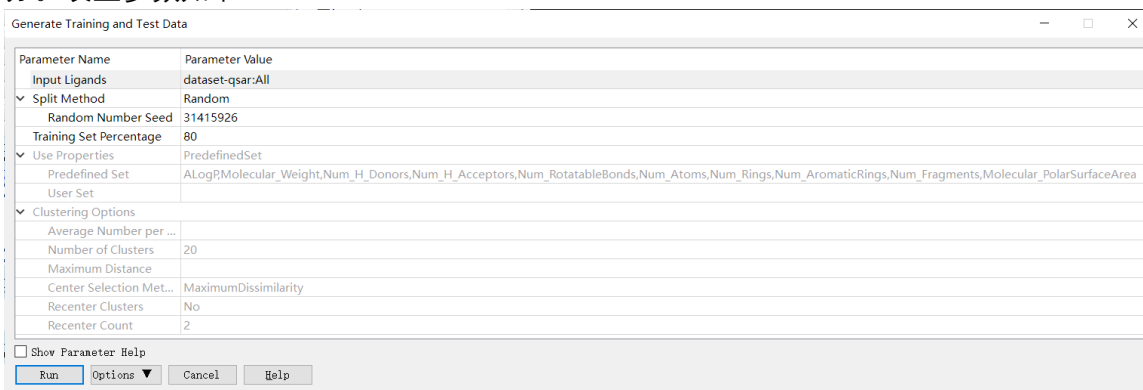 Generate Training and Test Data
Parameter Name Parameter Value
Input Ligands dataset-qsar:All
Split Method Random
Random Number Seed 31415926
Training Set Percentage 80
Use Properties PredefinedSet
Predefined Set ALogP,Molecular_Weight,Num_H_Donors,Num_H_Acceptors,Num_RotatableBonds,Num_Atoms,Num_Rings,Num_AromaticRings,Num_Fragments,Molecular_PolarSurfaceArea
User Set
Clustering Options
Average Number per ...
Number of Clusters 20
Maximum Distance
Center Selection Met... MaximumDissimilarity
Recenter Clusters No
Recenter Count 2
Show Parameter Help
Run Options ▼ Cancel Help